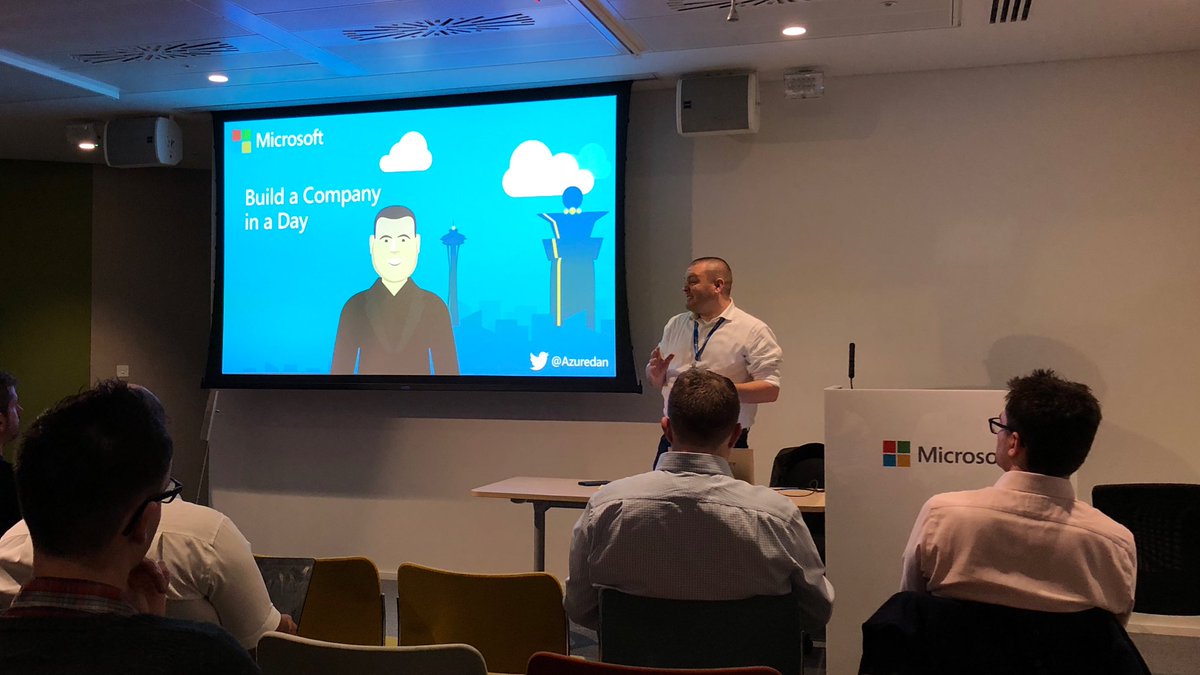 Microsoft
Build a Company
in a Day
@Azuredan
Microso